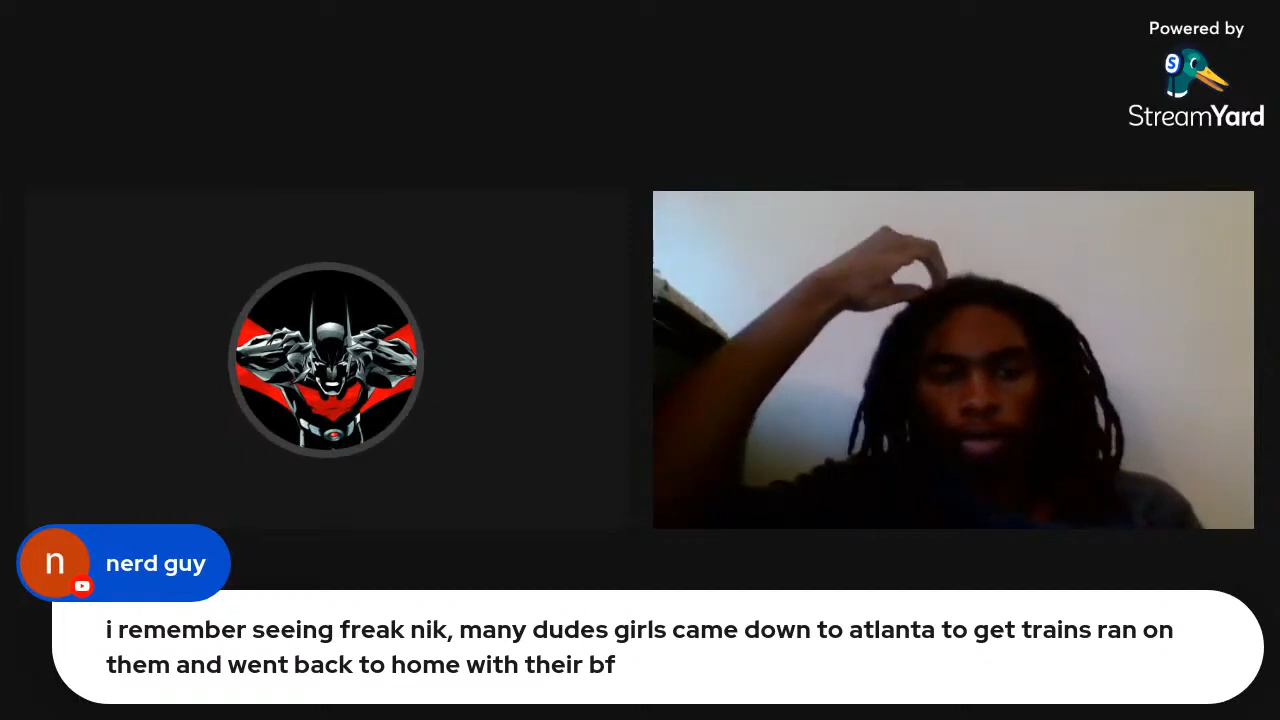 Powered by
S
StreamYard
n
nerd guy
i remember seeing freak nik, many dudes girls came down to atlanta to get trains ran on
them and went back to home with their bf